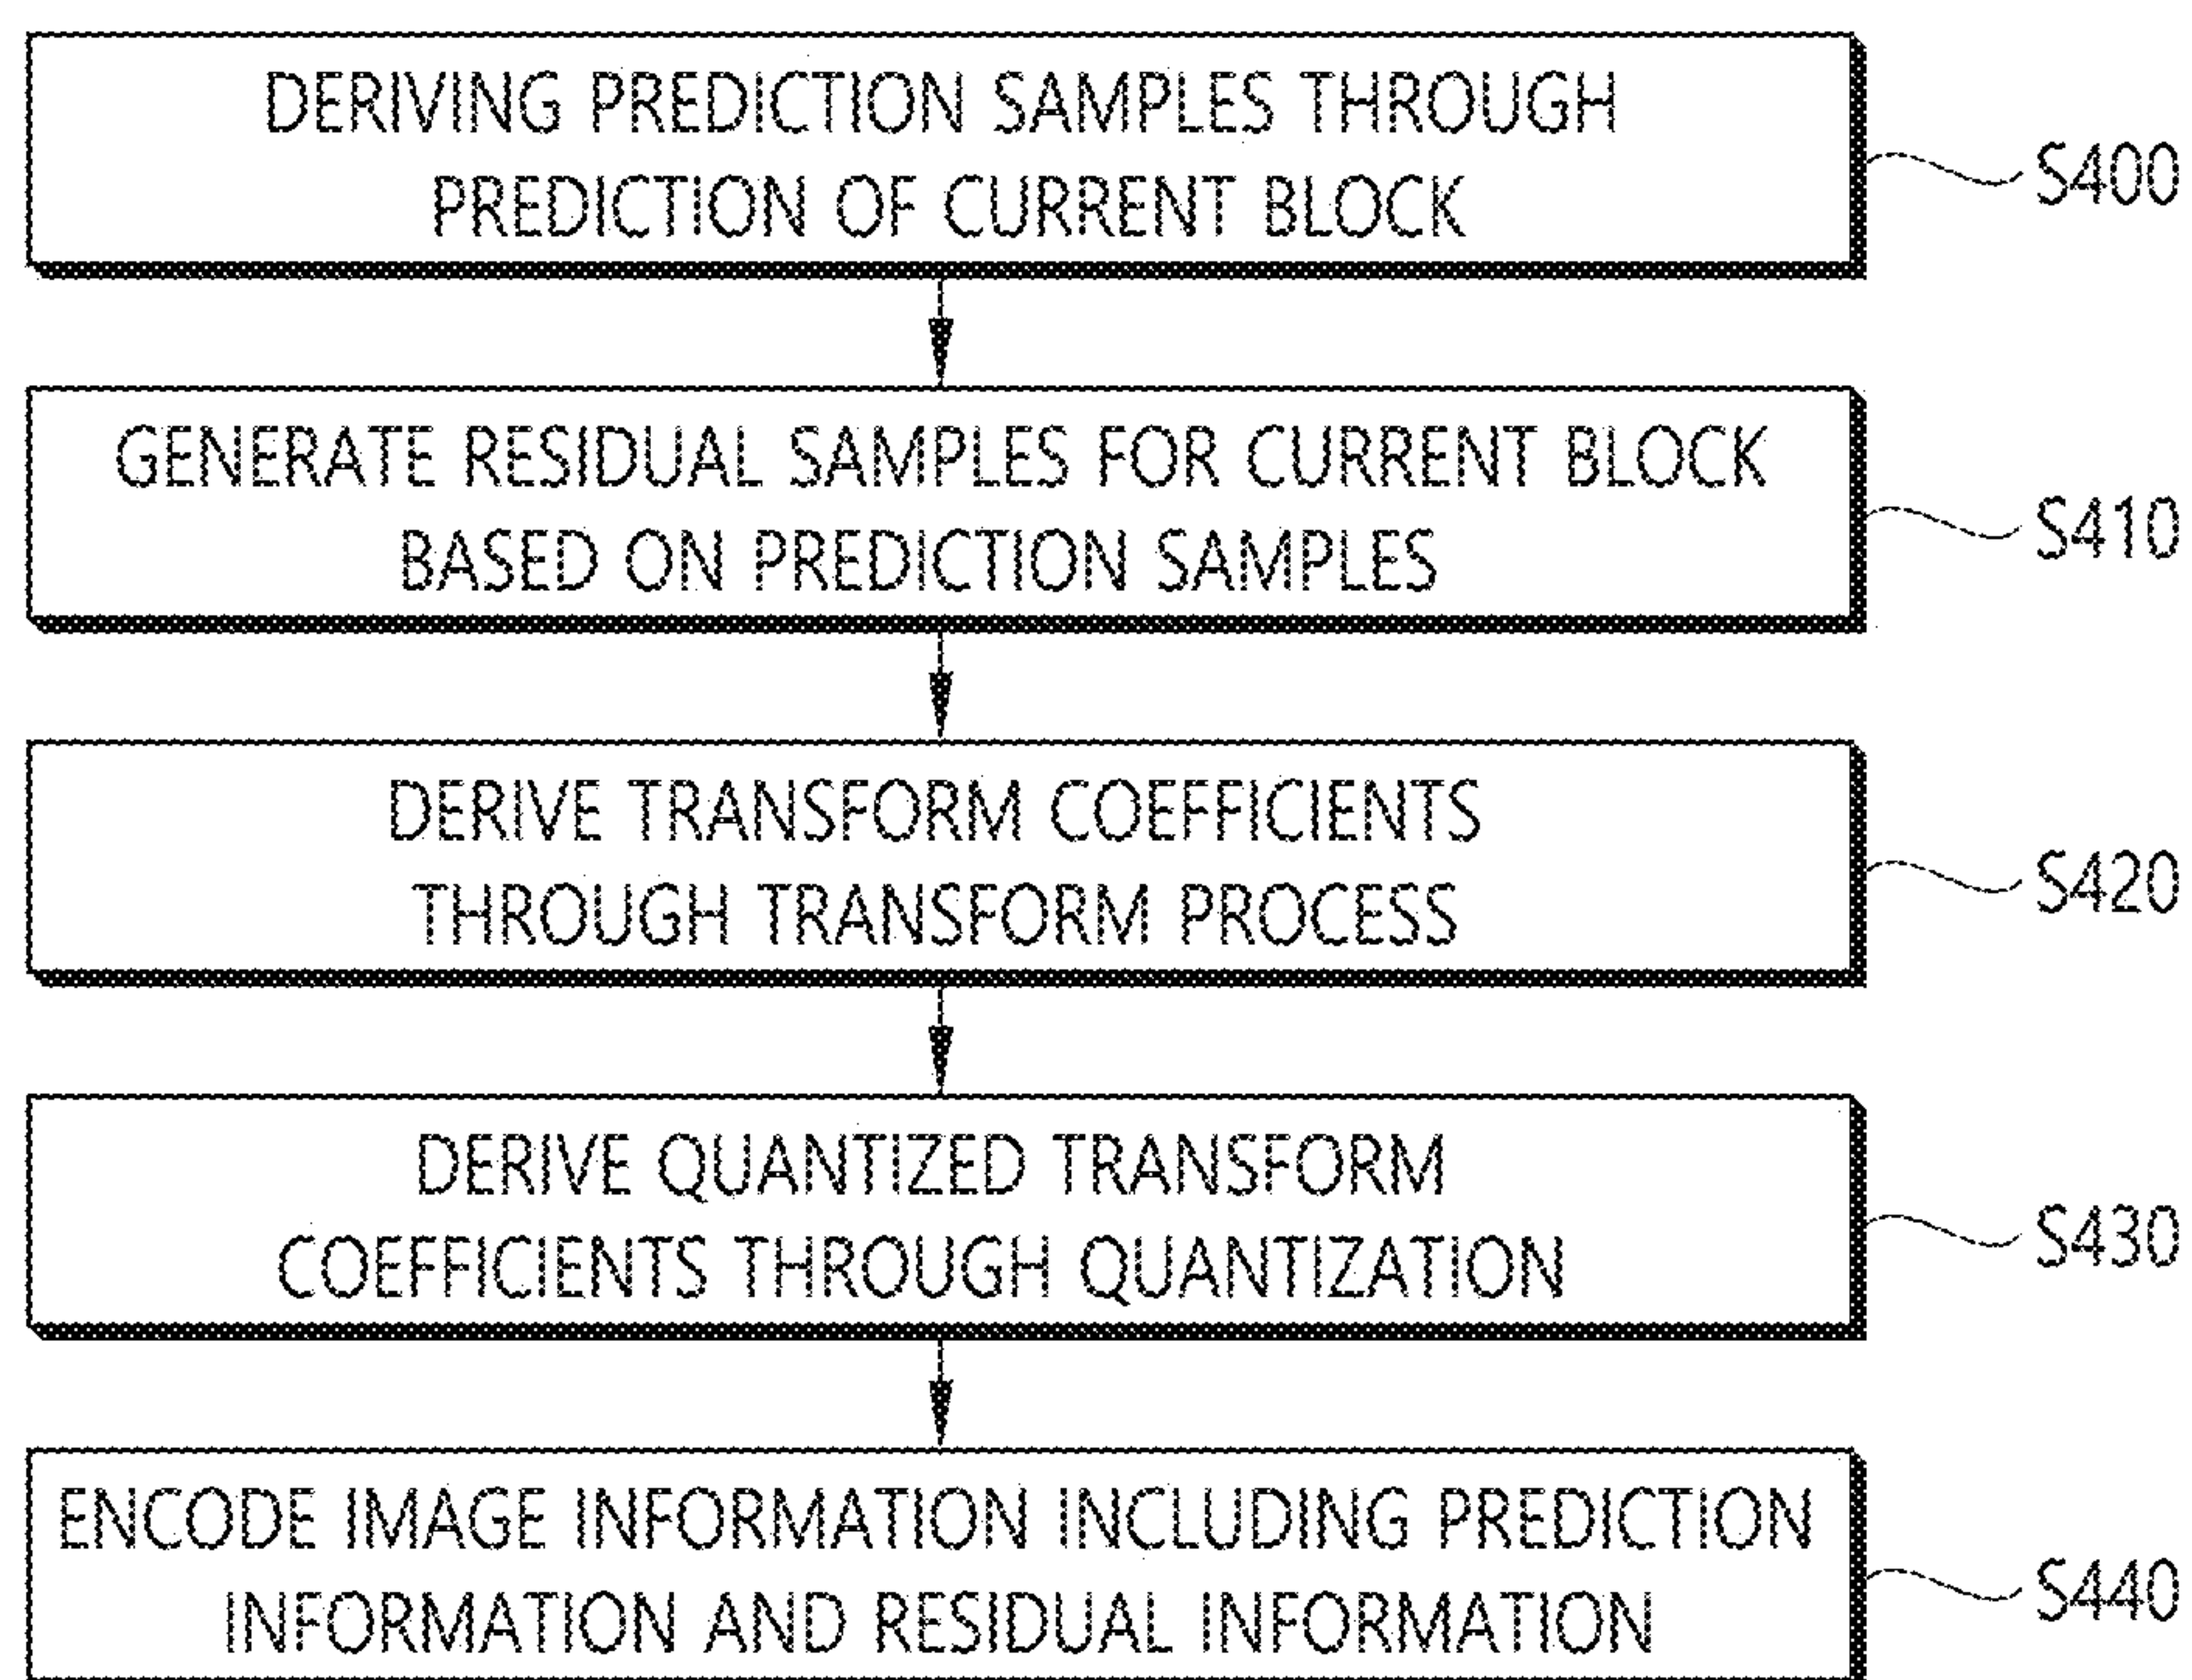 DERIVING PREDICTION SAMPLES THROUGH
PREDICTION OF CURRENT BLOCK
S400
GENERATE RESIDUAL SAMPLES FOR CURRENT BLOCK
BASED ON PREDICTION SAMPLES
S410
DERIVE TRANSFORM COEFFICIENTS
THROUGH TRANSFORM PROCESS
S420
DERIVE QUANTIZED TRANSFORM
COEFFICIENTS THROUGH QUANTIZATION
S430
ENCODE IMAGE INFORMATION INCLUDING PREDICTION
INFORMATION AND RESIDUAL INFORMATION
S440